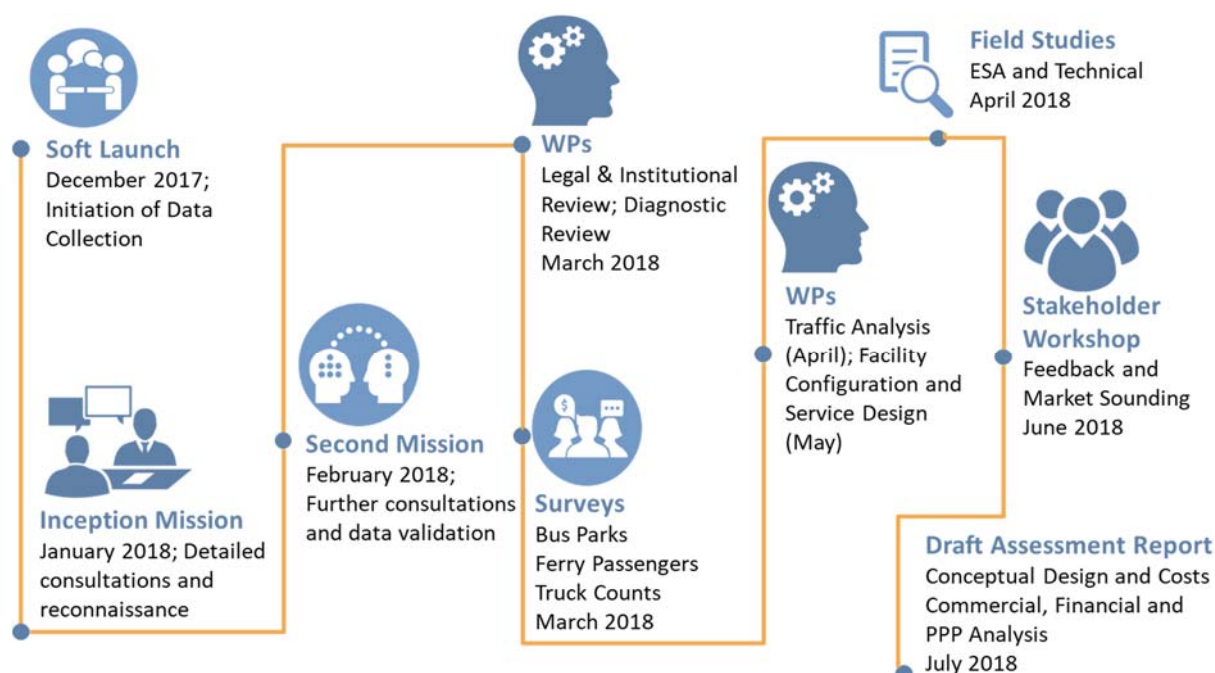 Soft Launch
December 2017;
Initiation of Data
Collection
Inception Mission
January 2018; Detailed
consultations and
reconnaissance
Second Mission
February 2018;
Further consultations
and data validation
WPs
Legal & Institutional
Review; Diagnostic
Review
March 2018
Surveys
Bus Parks
Ferry Passengers
Truck Counts
March 2018
WPs
Traffic Analysis
(April); Facility
Configuration and
Service Design
(May)
Field Studies
ESA and Technical
April 2018
Stakeholder
Workshop
Feedback and
Market Sounding
June 2018
Draft Assessment Report
Conceptual Design and Costs
Commercial, Financial and
PPP Analysis
July 2018